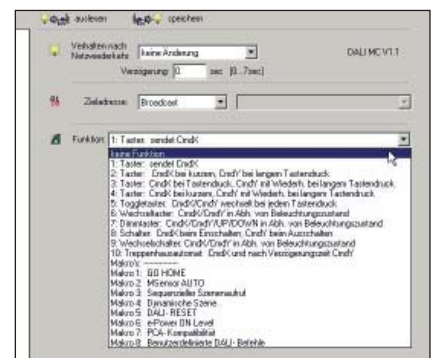 auslesen speichern
Verhalten nach
Netzwiederkehr: keine Änderung DALI MC V1.1
Verzögerung: 0 sec [0..7sec]
Zieladresse: Broadcast
Funktion: 1: Taster: sendet CmdX
keine Funktion
1: Taster: sendet CmdX
2: Taster: CmdX bei kurzem, CmdY bei langem Tastendruck
3: Taster: CmdX bei Tastendruck, CmdY mit Wiederh. bei langem Tastendruck
4: Taster: CmdX bei kurzem, CmdY mit Wiederh. bei langem Tastendruck
5: Toggletaster: CmdX/CmdY wechselt bei jedem Tastendruck
6: Wechseltaster: CmdX/CmdY in Abh. von Beleuchtungszustand
7: Dimmtaster: CmdX/CmdY/UP/DOWN in Abh. von Beleuchtungszustand
8: Schalter: CmdX beim Einschalten, CmdY beim Ausschalten
9: Wechselschalter: CmdX/CmdY in Abh. von Beleuchtungszustand
10: Treppenhausautomat: CmdX und nach Verzögerungszeit CmdY
Makro's: ----------
Makro 1: GO HOME
Makro 2: MSensor AUTO
Makro 3: Sequenzieller Szenenaufruf
Makro 4: Dynamische Szene
Makro 5: DALI- RESET
Makro 6: e-Power ON Level
Makro 7: PCA- Kompatibilität
Makro 8: Benutzerdefinierte DALI- Befehle